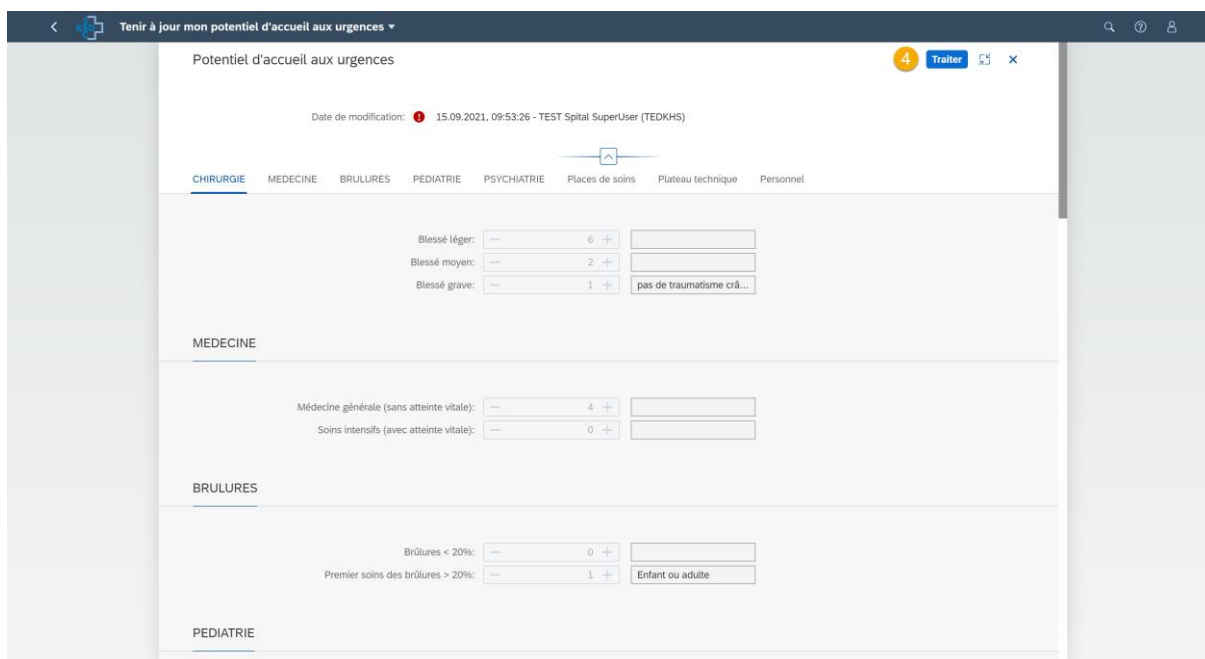 Tenir à jour mon potentiel d'accueil aux urgences
Potentiel d'accueil aux urgences
4 Traiter
Date de modification: 15.09.2021, 09:53:26 - TEST Spital SuperUser (TEDKHS)
CHIRURGIE MEDECINE BRULURES PEDIATRIE PSYCHIATRIE Places de soins Plateau technique Personnel
Blessé léger: — 6 +
Blessé moyen: — 2 +
Blessé grave: — 1 + pas de traumatisme crâ...
MEDECINE
Médecine générale (sans atteinte vitale): — 4 +
Soins intensifs (avec atteinte vitale): — 0 +
BRULURES
Brûlures < 20%: — 0 +
Premier soins des brûlures > 20%: — 1 + Enfant ou adulte
PEDIATRIE